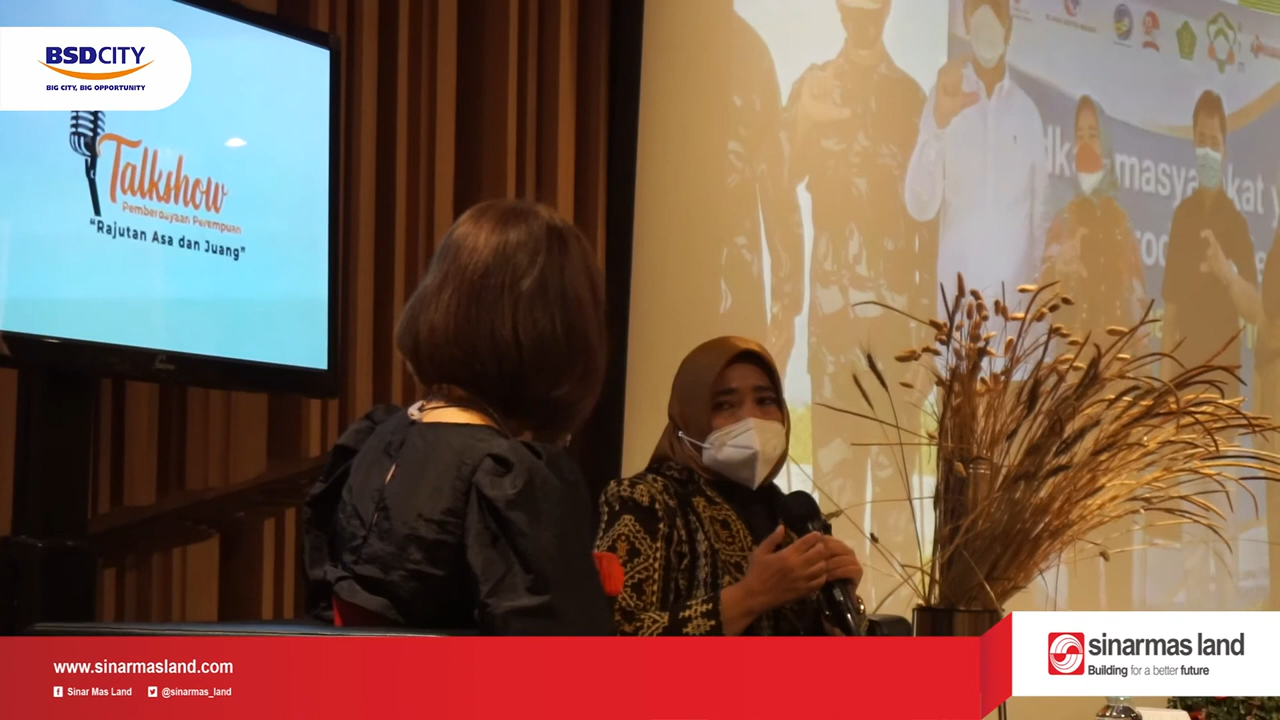 BSDCITY
BIG CITY, BIG OPPORTUNITY
Talkshow
Pemberdayaan Perempuan
"Rajutan Asa dan Juang"
www.sinarmasland.com
Sinar Mas Land
@sinarmas_land
sinarmas land
Building for a better future